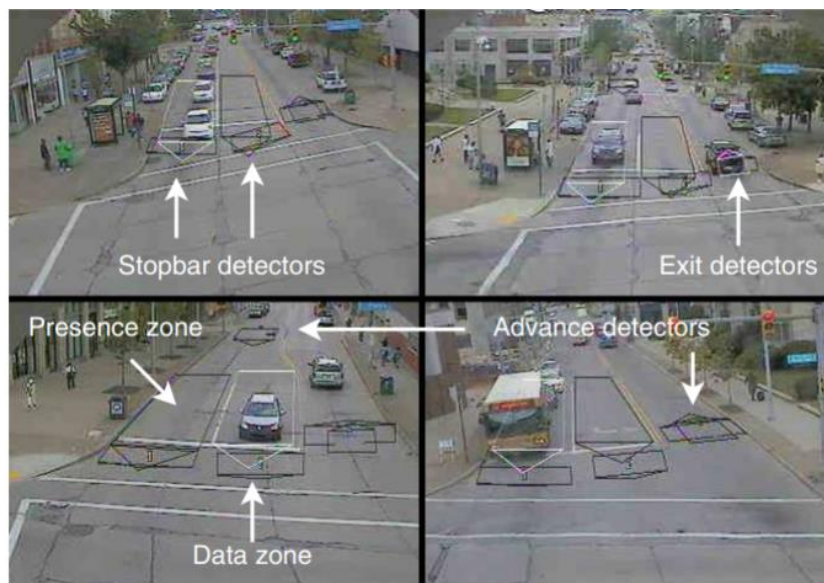 Stopbar detectors
Exit detectors
Presence zone
Advance detectors
Data zone